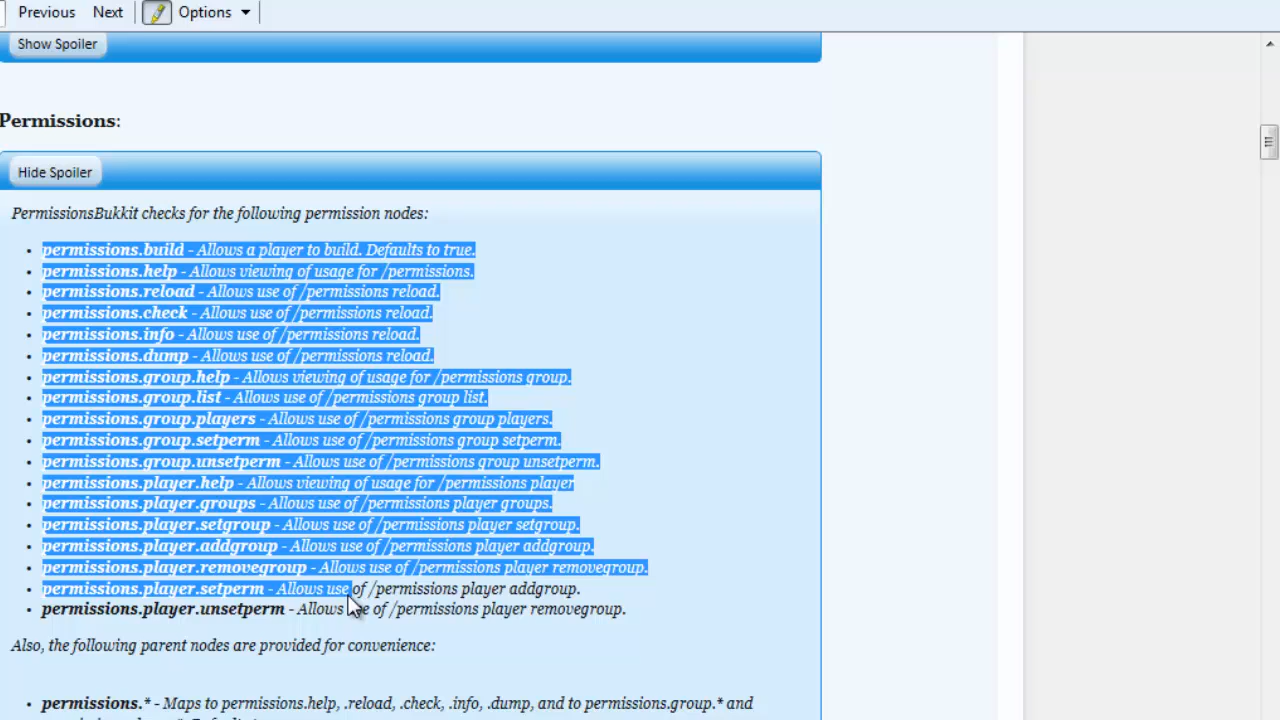 Previous Next Options
Show Spoiler
Permissions:
Hide Spoiler
PermissionsBukkit checks for the following permission nodes:
• permissions.build - Allows a player to build. Defaults to true.
• permissions.help - Allows viewing of usage for /permissions.
• permissions.reload - Allows use of /permissions reload.
• permissions.check - Allows use of /permissions reload.
• permissions.info - Allows use of /permissions reload.
• permissions.dump - Allows use of /permissions reload.
• permissions.group.help - Allows viewing of usage for /permissions group.
• permissions.group.list - Allows use of /permissions group list.
• permissions.group.players - Allows use of /permissions group players.
• permissions.group.setperm - Allows use of /permissions group setperm.
• permissions.group.unsetperm - Allows use of /permissions group unsetperm.
• permissions.player.help - Allows viewing of usage for /permissions player
• permissions.player.groups - Allows use of /permissions player groups.
• permissions.player.setgroup - Allows use of /permissions player setgroup.
• permissions.player.addgroup - Allows use of /permissions player addgroup.
• permissions.player.removegroup - Allows use of /permissions player removegroup.
• permissions.player.setperm - Allows use of /permissions player addgroup.
• permissions.player.unsetperm - Allows use of /permissions player removegroup.
Also, the following parent nodes are provided for convenience:
• permissions.* - Maps to permissions.help, .reload, .check, .info, .dump, and to permissions.group.* and